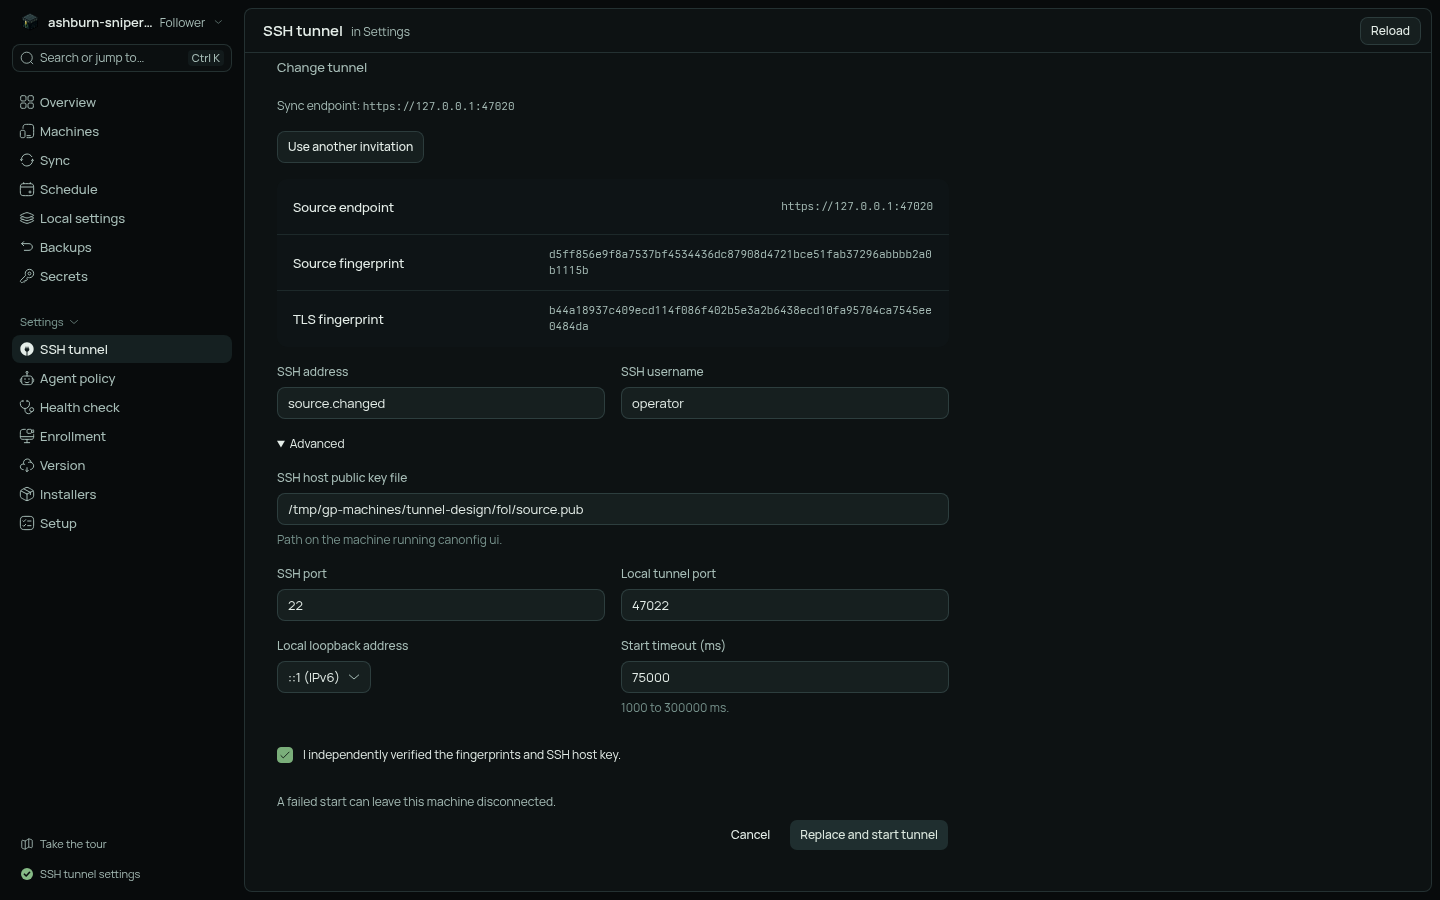 ashburn-sniper... Follower
Search or jump to... Ctrl K
Overview
Machines
Sync
Schedule
Local settings
Backups
Secrets
Settings
SSH tunnel
Agent policy
Health check
Enrollment
Version
Installers
Setup
Take the tour
SSH tunnel settings
SSH tunnel in Settings
Reload
Change tunnel
Sync endpoint: https://127.0.0.1:47020
Use another invitation
Source endpoint https://127.0.0.1:47020
Source fingerprint d5ff856e9f8a7537bf4534436dc87908d4721bce51fab37296abbbb2a0
b1115b
TLS fingerprint b44a18937c409ecd114f086f402b5e3a2b6438ecd10fa95704ca7545ee
0484da
SSH address SSH username
source.changed operator
Advanced
SSH host public key file
/tmp/gp-machines/tunnel-design/fol/source.pub
Path on the machine running canonfig ui.
SSH port Local tunnel port
22 47022
Local loopback address Start timeout (ms)
::1 (IPv6) 75000
1000 to 300000 ms.
I independently verified the fingerprints and SSH host key.
A failed start can leave this machine disconnected.
Cancel Replace and start tunnel